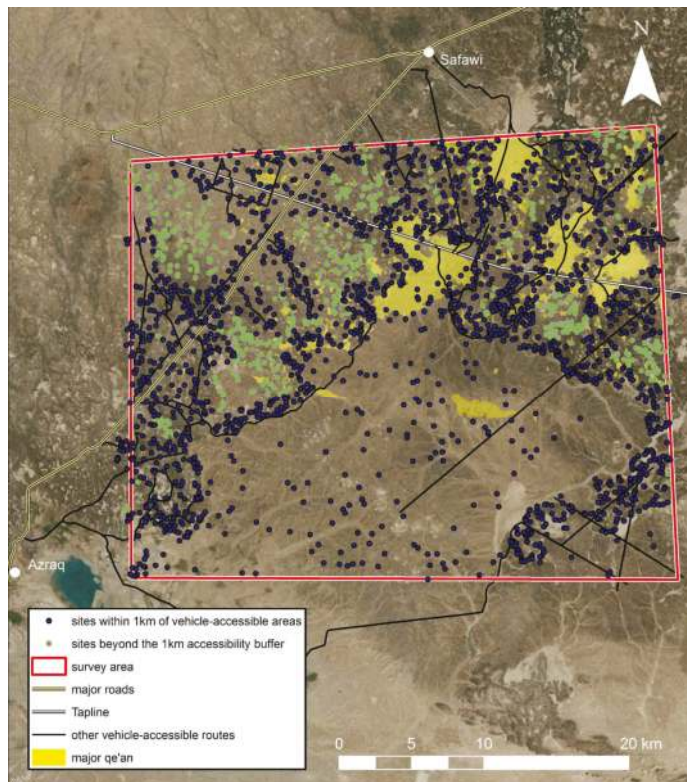 Safawi
N
Azraq
sites within 1km of vehicle-accessible areas
sites beyond the 1km accessibility buffer
survey area
major roads
Tapline
other vehicle-accessible routes
major qe'an
0 5 10 20 km